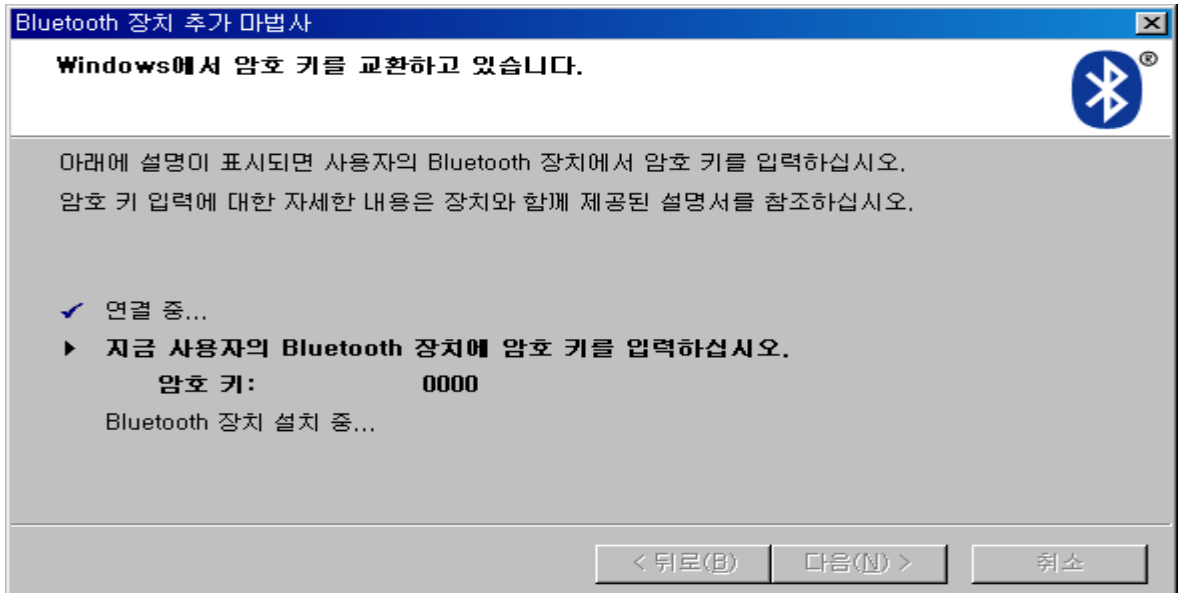 Bluetooth 장치 추가 마법사
Windows에서 암호 키를 교환하고 있습니다.
®
아래에 설명이 표시되면 사용자의 Bluetooth 장치에서 암호 키를 입력하십시오.
암호 키 입력에 대한 자세한 내용은 장치와 함께 제공된 설명서를 참조하십시오.
연결 중...
지금 사용자의 Bluetooth 장치에 암호 키를 입력하십시오.
암호 키: 0000
Bluetooth 장치 설치 중...
< 뒤로(B) 다음(N) > 취소